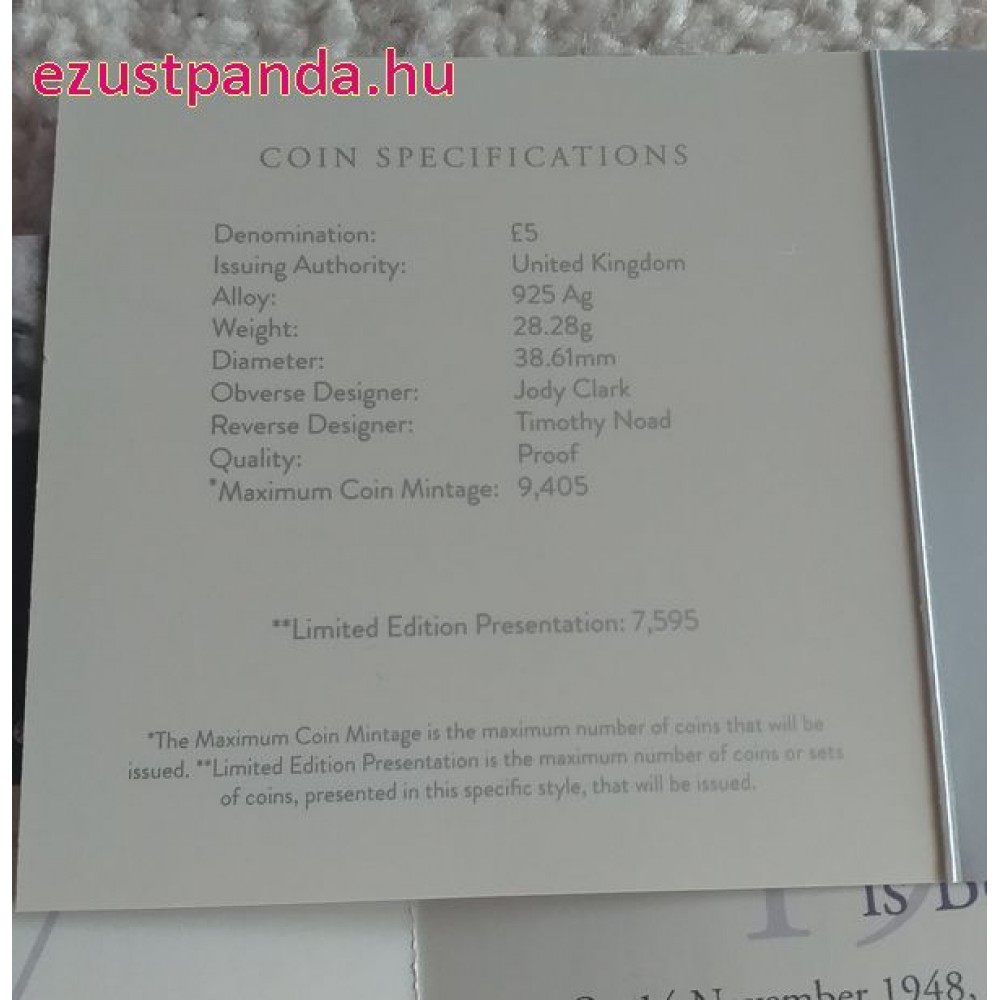 ezustpanda.hu
COIN SPECIFICATIONS
Denomination: £5
Issuing Authority: United Kingdom
Alloy: 925 Ag
Weight: 28.28g
Diameter: 38.61mm
Obverse Designer: Jody Clark
Reverse Designer: Timothy Noad
Quality: Proof
*Maximum Coin Mintage: 9,405
**Limited Edition Presentation: 7,595
*The Maximum Coin Mintage is the maximum number of coins that will be
issued. **Limited Edition Presentation is the maximum number of coins or sets
of coins, presented in this specific style, that will be issued.
is
November 1948,